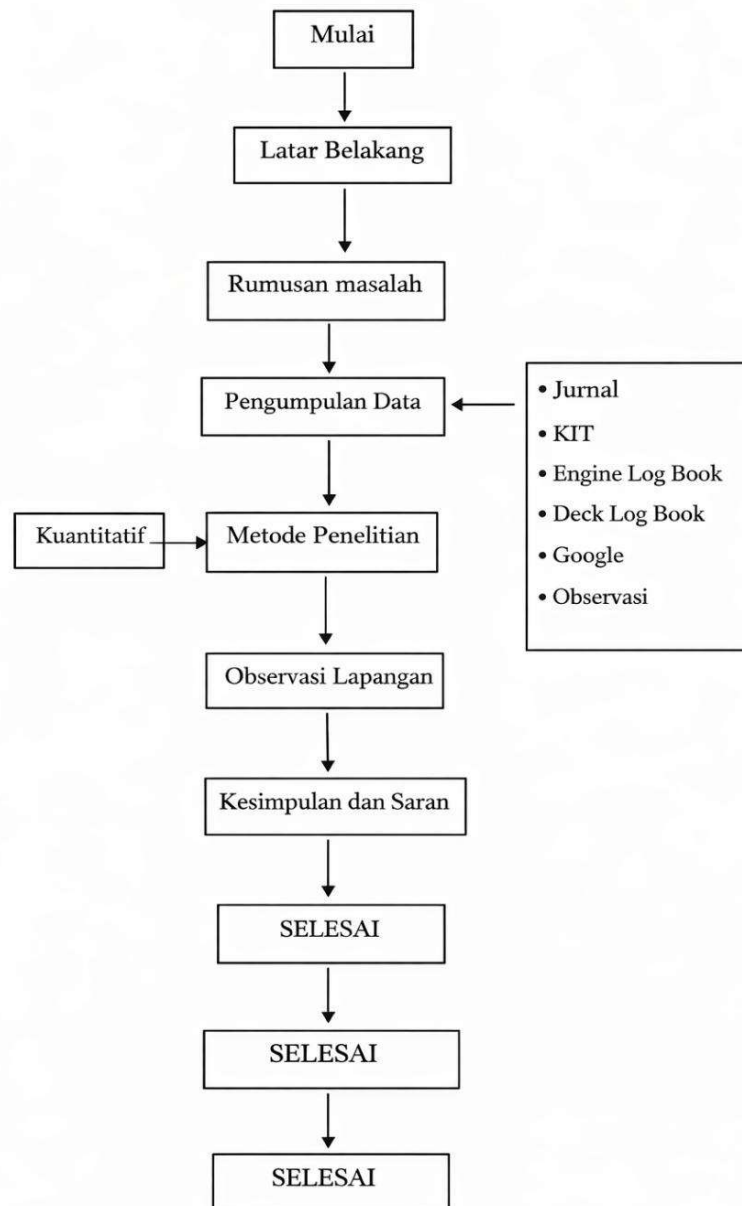 Mulai
Latar Belakang
Rumusan masalah
Pengumpulan Data
• Jurnal
• KIT
• Engine Log Book
• Deck Log Book
• Google
• Observasi
Kuantitatif
Metode Penelitian
Observasi Lapangan
Kesimpulan dan Saran
SELESAI
SELESAI
SELESAI